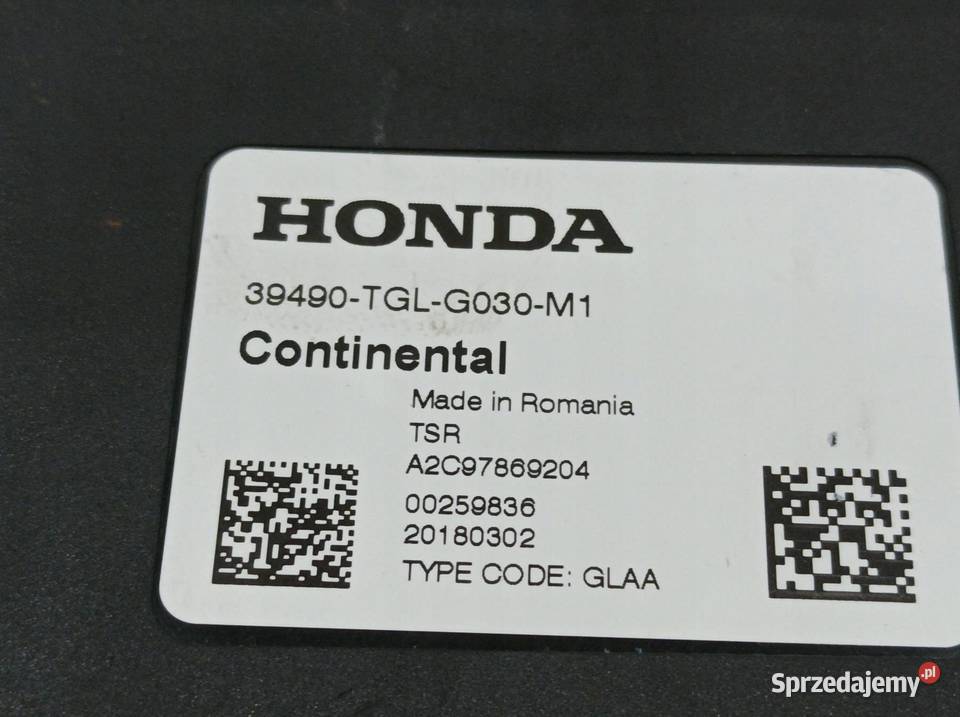 HONDA
39490-TGL-G030-M1
Continental
Made in Romania
TSR
A2C97869204
00259836
20180302
TYPE CODE: GLAA
Sprzedajemy.pl